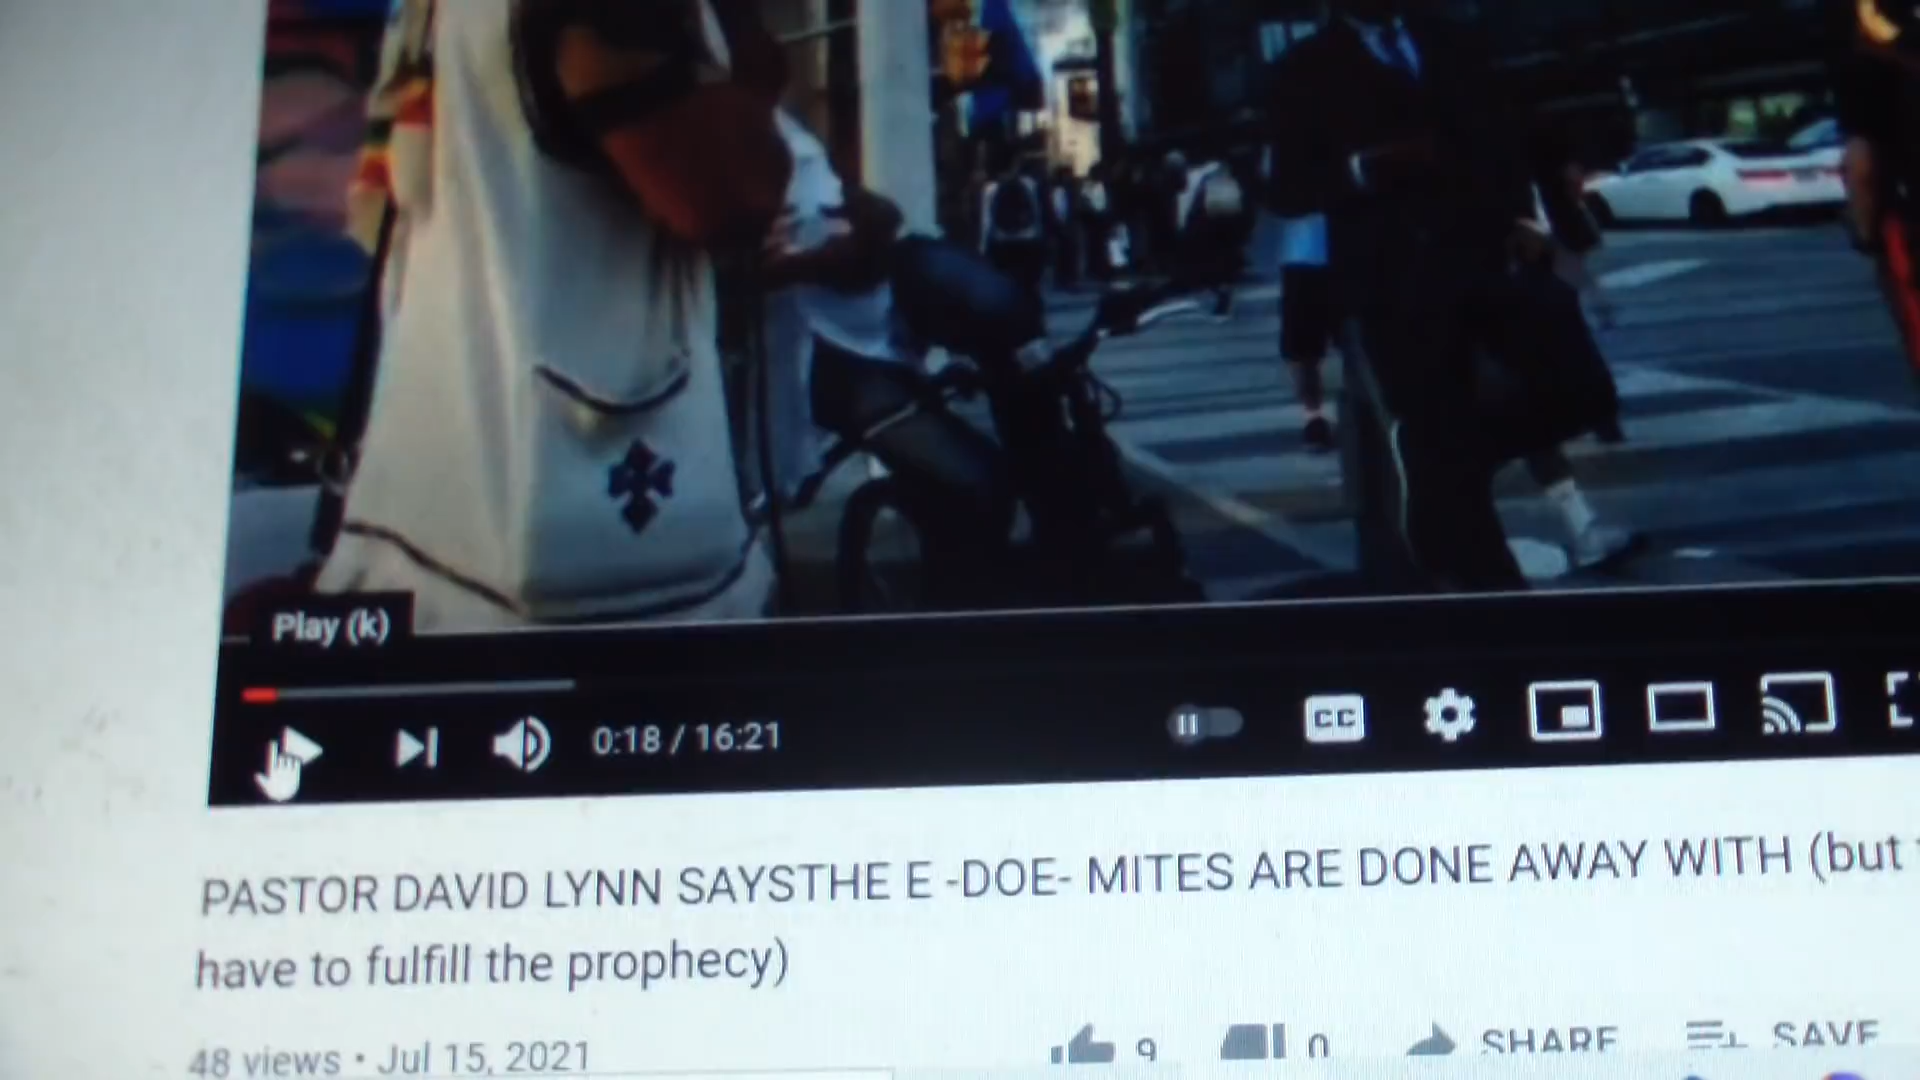 Play (k)
0:18 / 16:21
CC
PASTOR DAVID LYNN SAYSTHE E -DOE- MITES ARE DONE AWAY WITH (but
have to fulfill the prophecy)
48 views • Jul 15, 2021
9
0
SHARE
SAVE